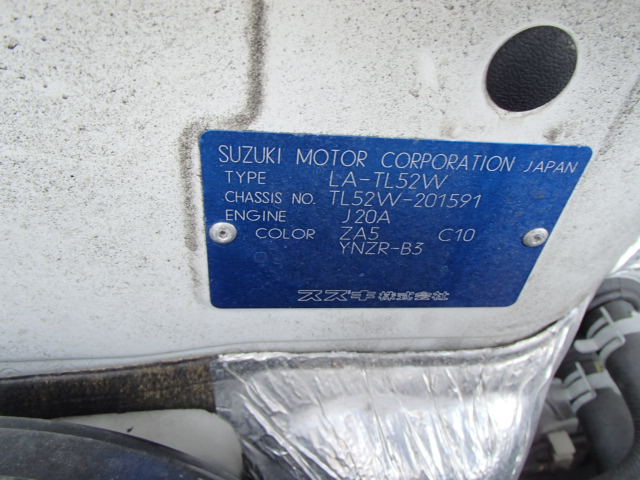 SUZUKI MOTOR CORPORATION JAPAN
TYPE LA-TL52W
CHASSIS NO. TL52W-201591
ENGINE J20A
COLOR ZA5 C10
YNZR-B3
スズキ株式会社